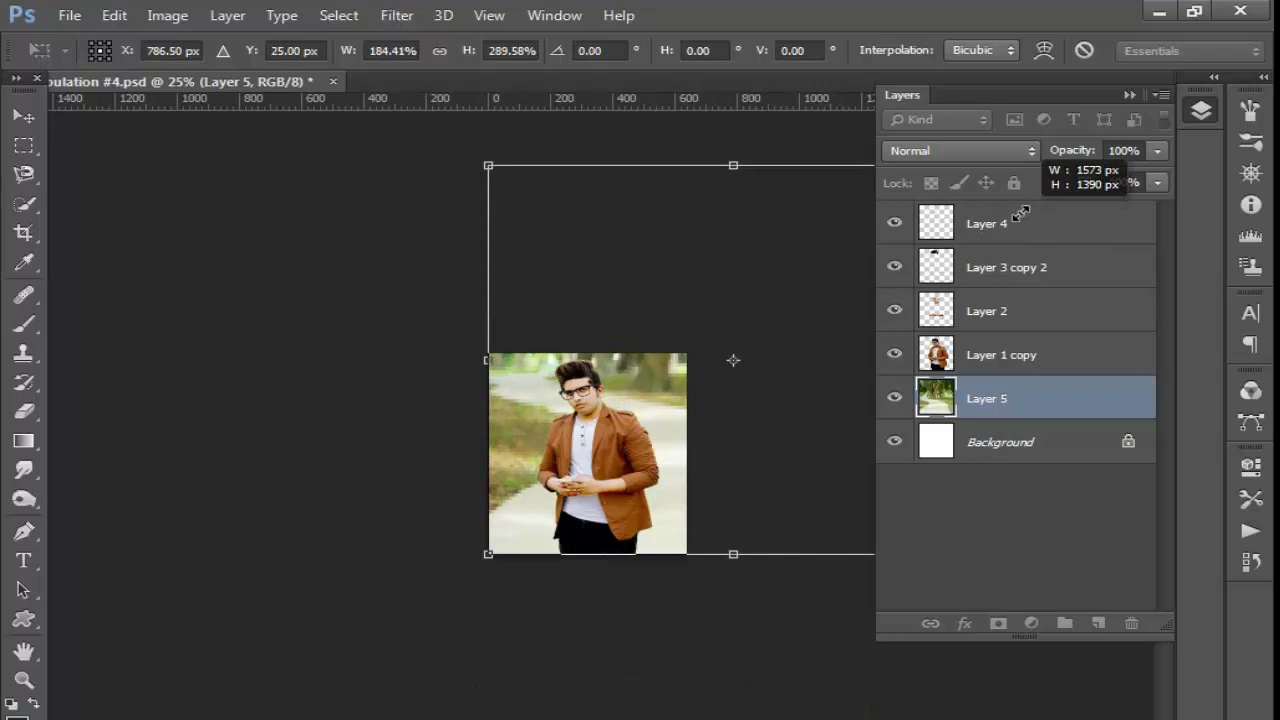 Ps File Edit Image Layer Type Select Filter 3D View Window Help
X: 786.50 px Y: 25.00 px W: 184.41% H: 289.58% 0.00 ° H: 0.00 ° V: 0.00 ° Interpolation: Bicubic Essentials
pulation #4.psd @ 25% (Layer 5, RGB/8) * ×
1400 1200 1000 800 600 400 200 0 200 400 600 800 1000
Layers
Kind
Normal Opacity: 100%
Lock:
W : 1573 px
H : 1390 px
Layer 4
Layer 3 copy 2
Layer 2
Layer 1 copy
Layer 5
Background
fx